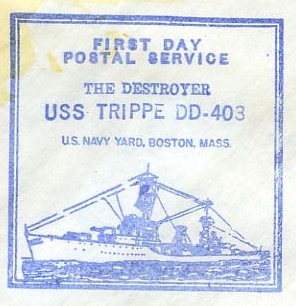 FIRST DAY
POSTAL SERVICE
THE DESTROYER
USS TRIPPE DD-403
U.S. NAVY YARD, BOSTON, MASS.